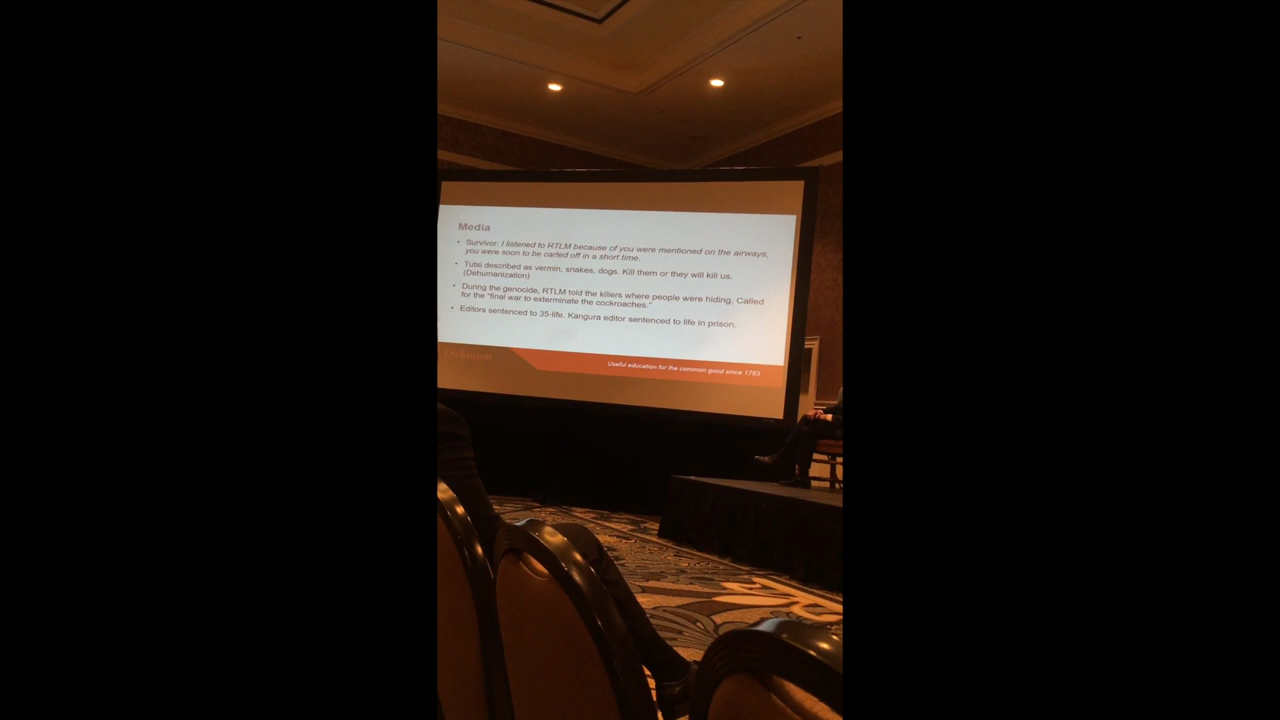 Media
• Survivor: I listened to RTLM because of you were mentioned on the airways,
you were soon to be carted off in a short time.
• Tutsi described as vermin, snakes, dogs. Kill them or they will kill us.
(Dehumanization)
• During the genocide, RTLM told the killers where people were hiding. Called
for the "final war to exterminate the cockroaches."
• Editors sentenced to 35-life. Kangura editor sentenced to life in prison.
Dickinson
Useful education for the common good since 1783